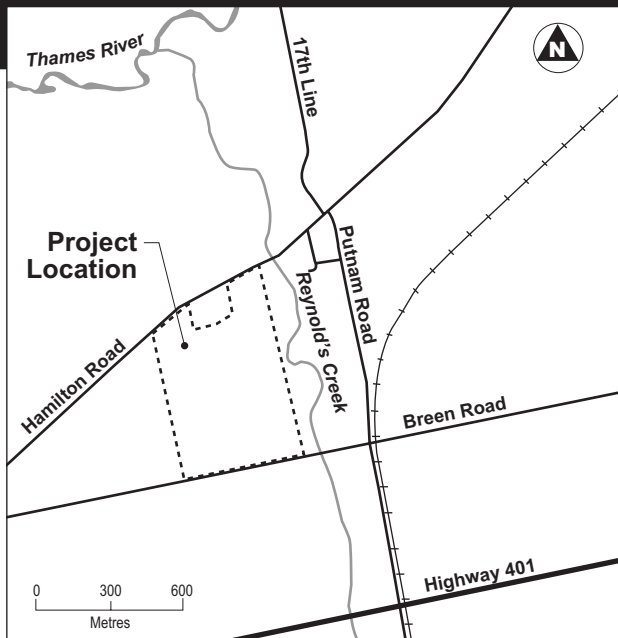 Thames River
17th Line
N
Project
Location
Putnam Road
Reynold's Creek
Hamilton Road
Breen Road
0 300 600
Metres
Highway 401